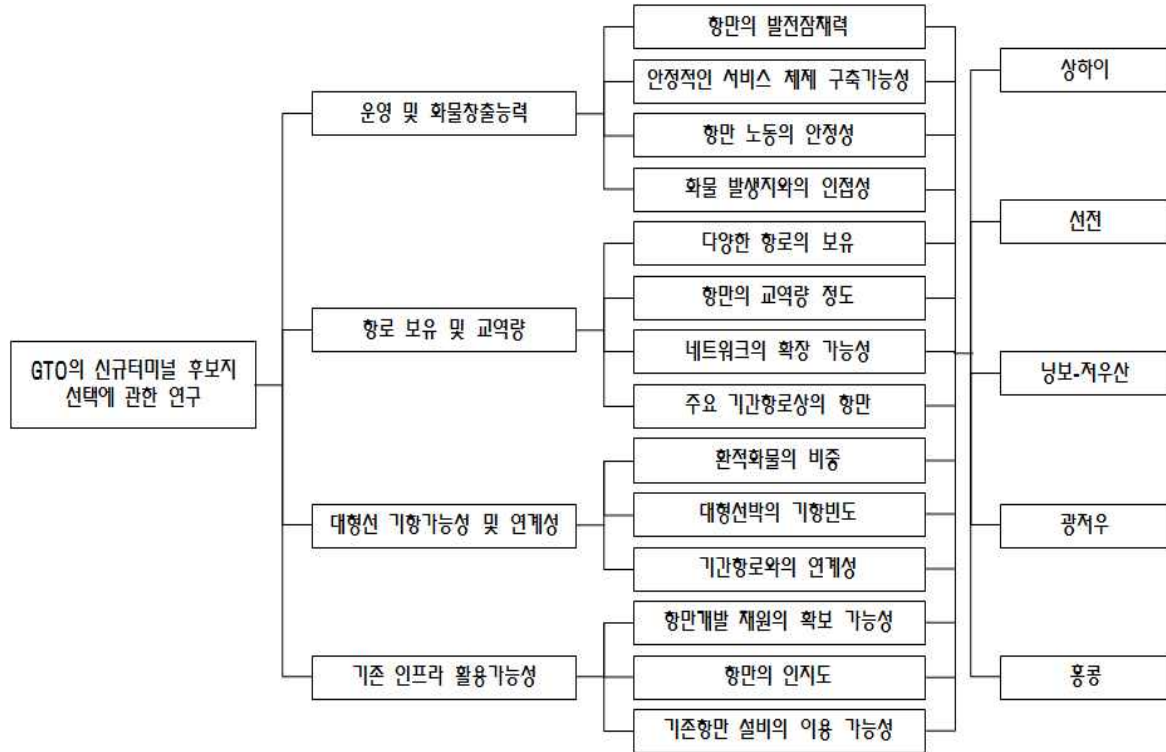 GTO의 신규터미널 후보지
선택에 관한 연구
운영 및 화물창출능력
항로 보유 및 교역량
대형선 기항가능성 및 연계성
기존 인프라 활용가능성
항만의 발전잠재력
안정적인 서비스 체제 구축가능성
항만 노동의 안정성
화물 발생지와의 인접성
다양한 항로의 보유
항만의 교역량 정도
네트워크의 확장 가능성
주요 기간항로상의 항만
환적화물의 비중
대형선박의 기항빈도
기간항로와의 연계성
항만개발 재원의 확보 가능성
항만의 인지도
기존항만 설비의 이용 가능성
상하이
선전
닝보-저우산
광저우
홍콩